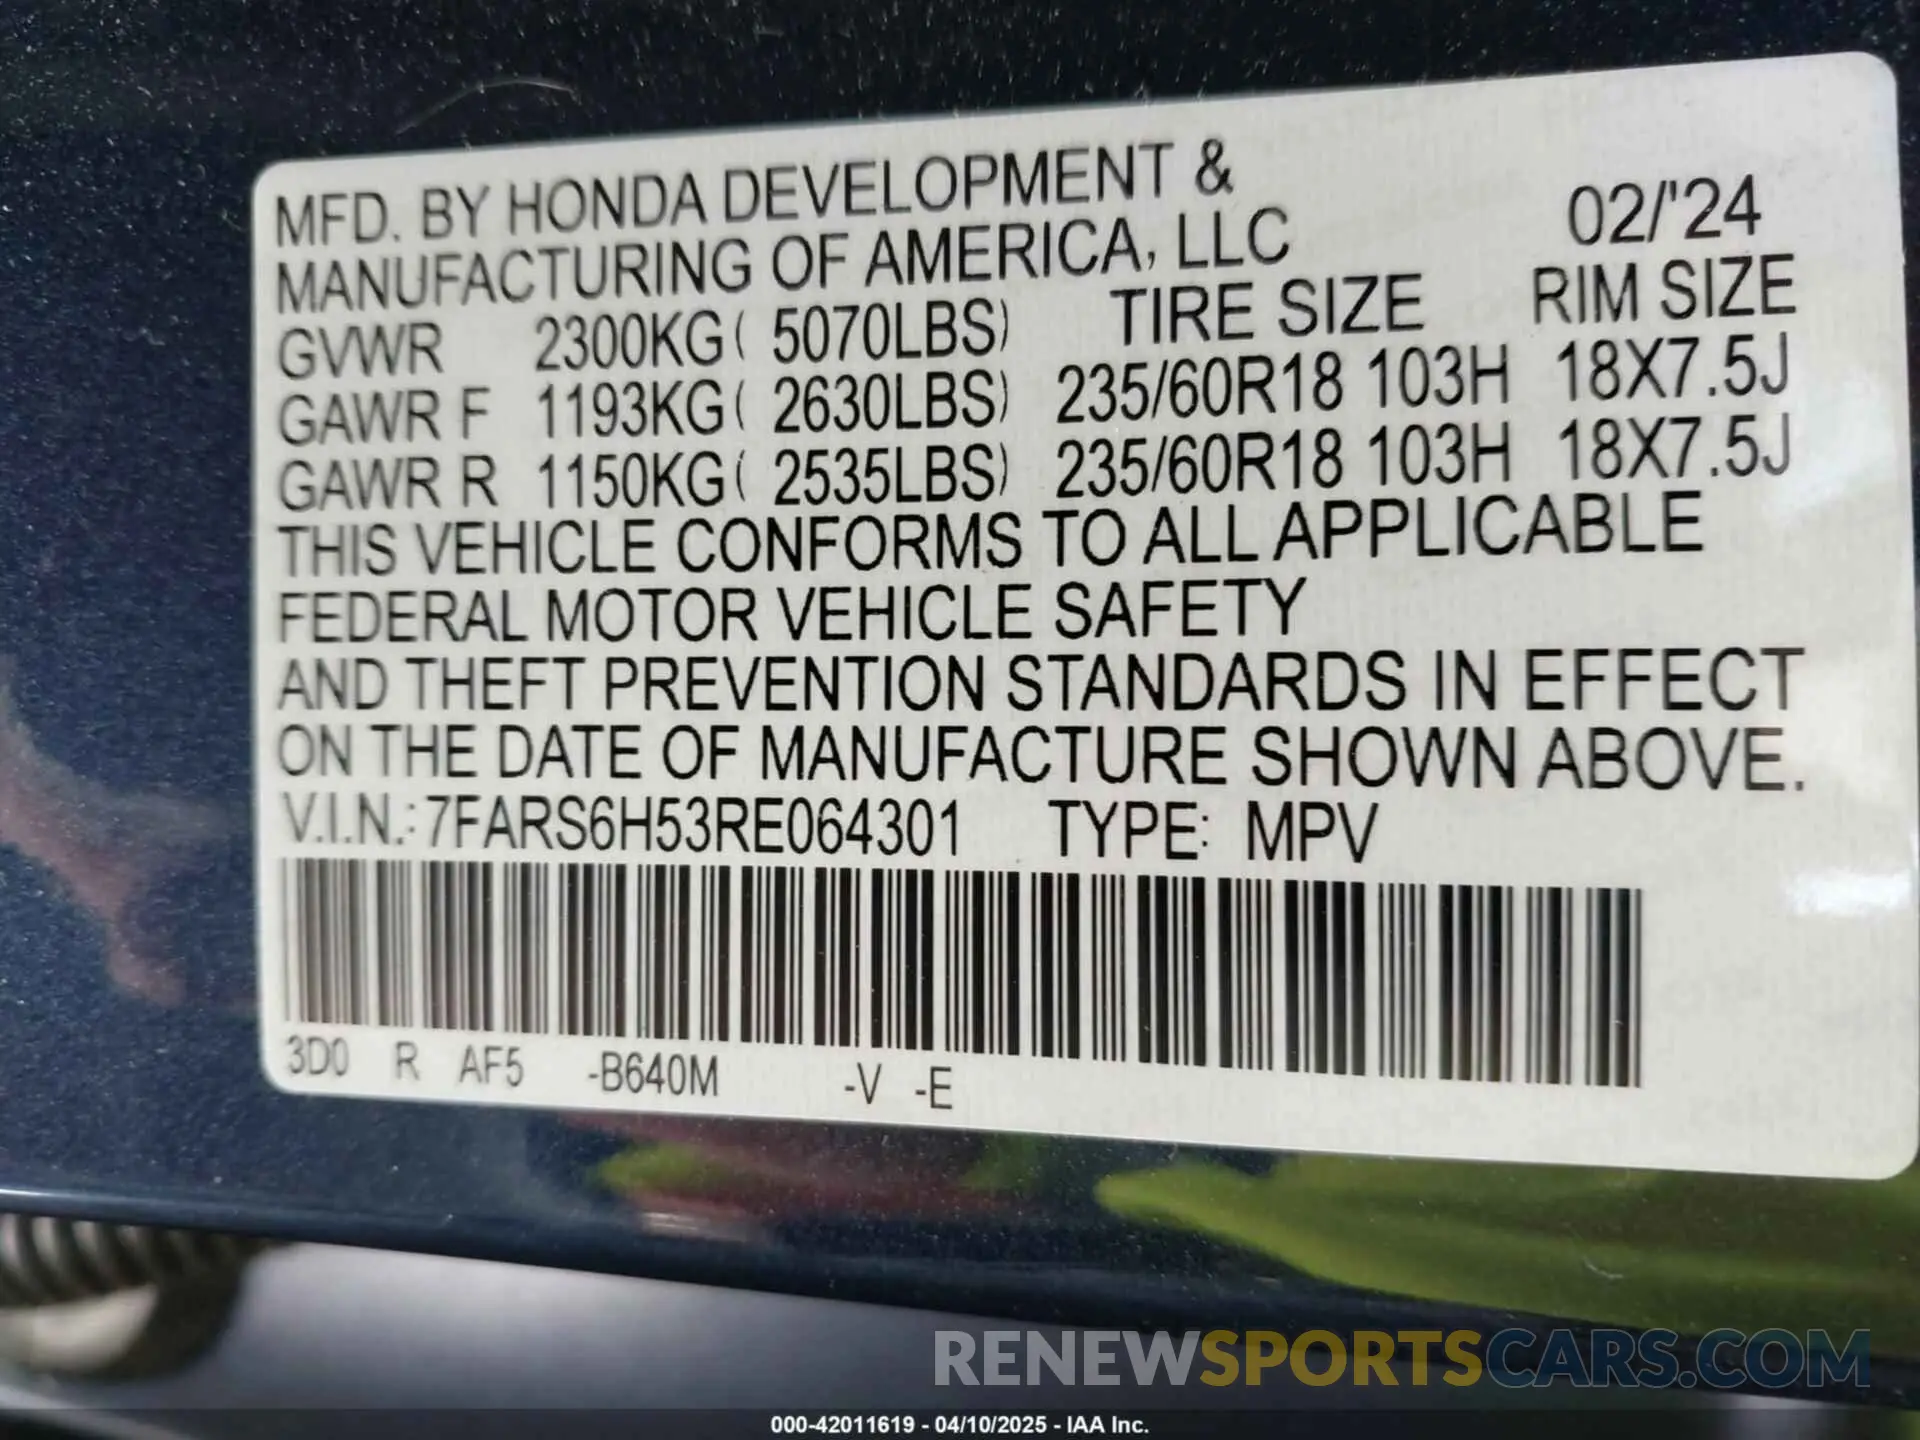 MFD. BY HONDA DEVELOPMENT &
MANUFACTURING OF AMERICA, LLC 02/'24
GVWR 2300KG( 5070LBS) TIRE SIZE RIM SIZE
GAWR F 1193KG( 2630LBS) 235/60R18 103H 18X7.5J
GAWR R 1150KG( 2535LBS) 235/60R18 103H 18X7.5J
THIS VEHICLE CONFORMS TO ALL APPLICABLE
FEDERAL MOTOR VEHICLE SAFETY
AND THEFT PREVENTION STANDARDS IN EFFECT
ON THE DATE OF MANUFACTURE SHOWN ABOVE.
V.I.N.: 7FARS6H53RE064301 TYPE: MPV
3D0 R AF5 -B640M -V -E
RENEWSPORTSCARS.COM
000-42011619 - 04/10/2025 - IAA Inc.